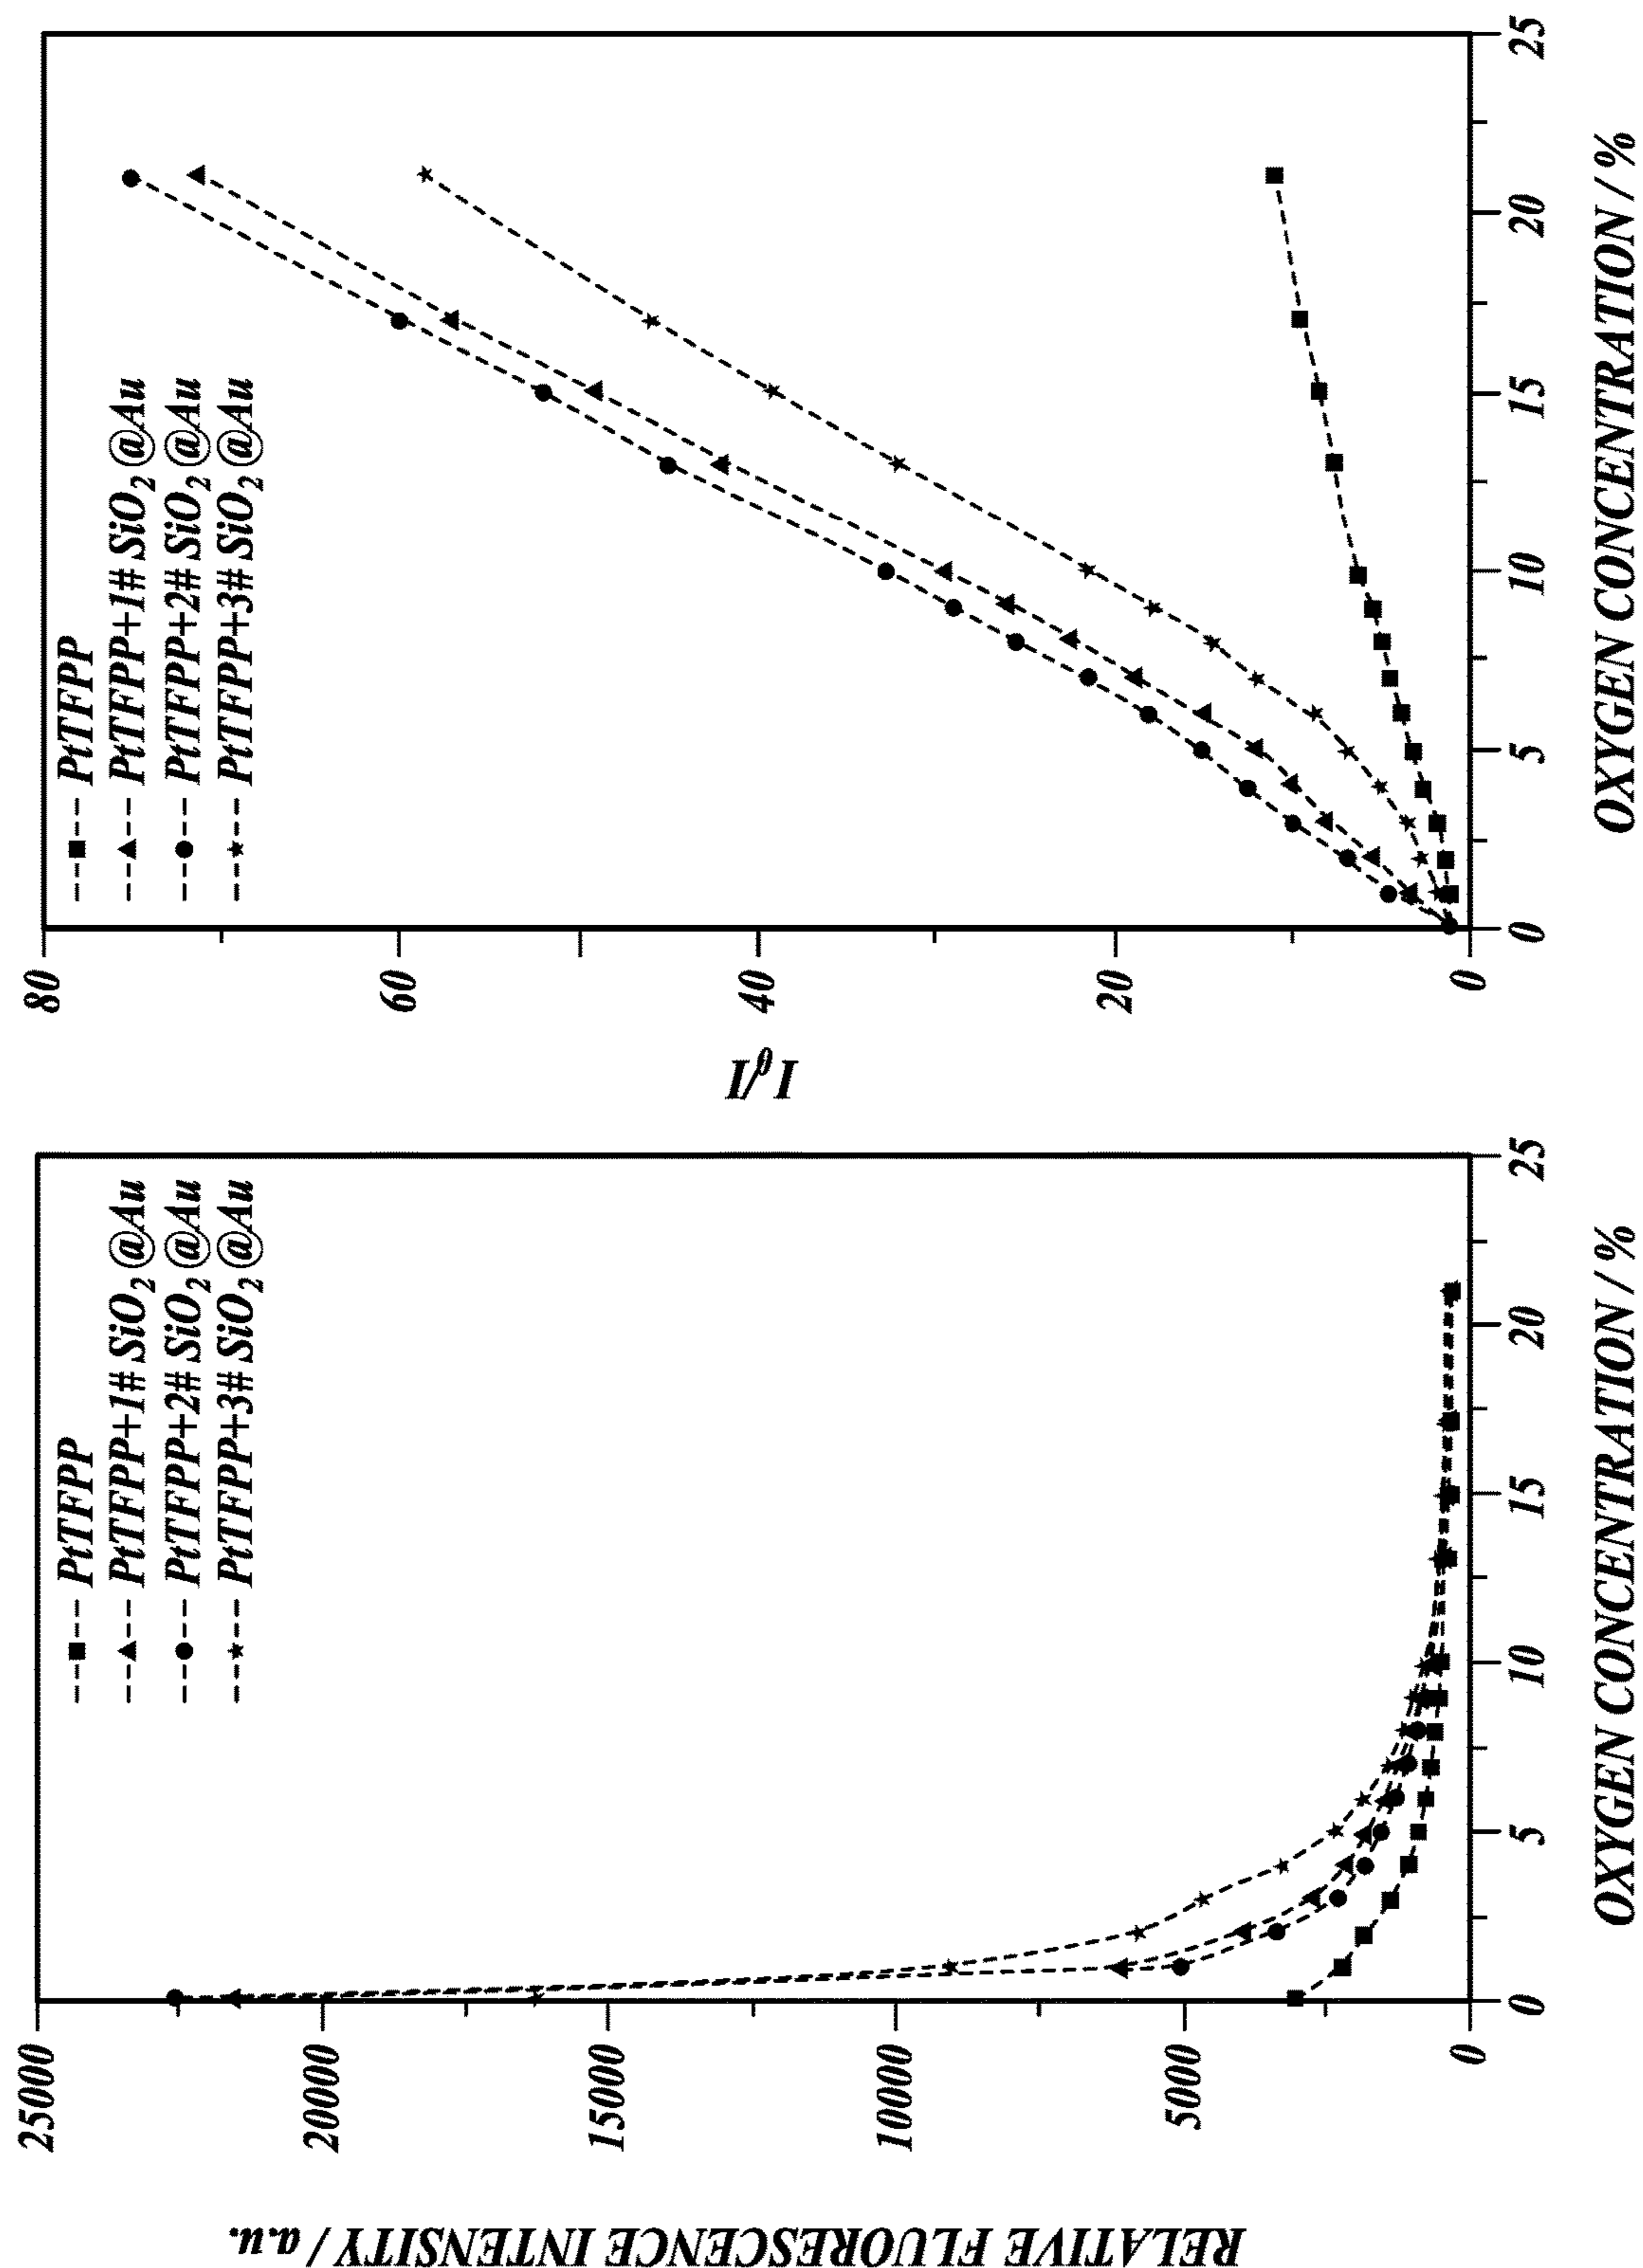 RELATIVE FLUORESCENCE INTENSITY / a.u.
25000
20000
15000
10000
5000
0
PtTFPP
PtTFPP+1# SiO₂@Au
PtTFPP+2# SiO₂@Au
PtTFPP+3# SiO₂@Au
0 5 10 15 20 25
OXYGEN CONCENTRATION / %
I₀/I
80
60
40
20
0
PtTFPP
PtTFPP+1# SiO₂@Au
PtTFPP+2# SiO₂@Au
PtTFPP+3# SiO₂@Au
0 5 10 15 20 25
OXYGEN CONCENTRATION / %